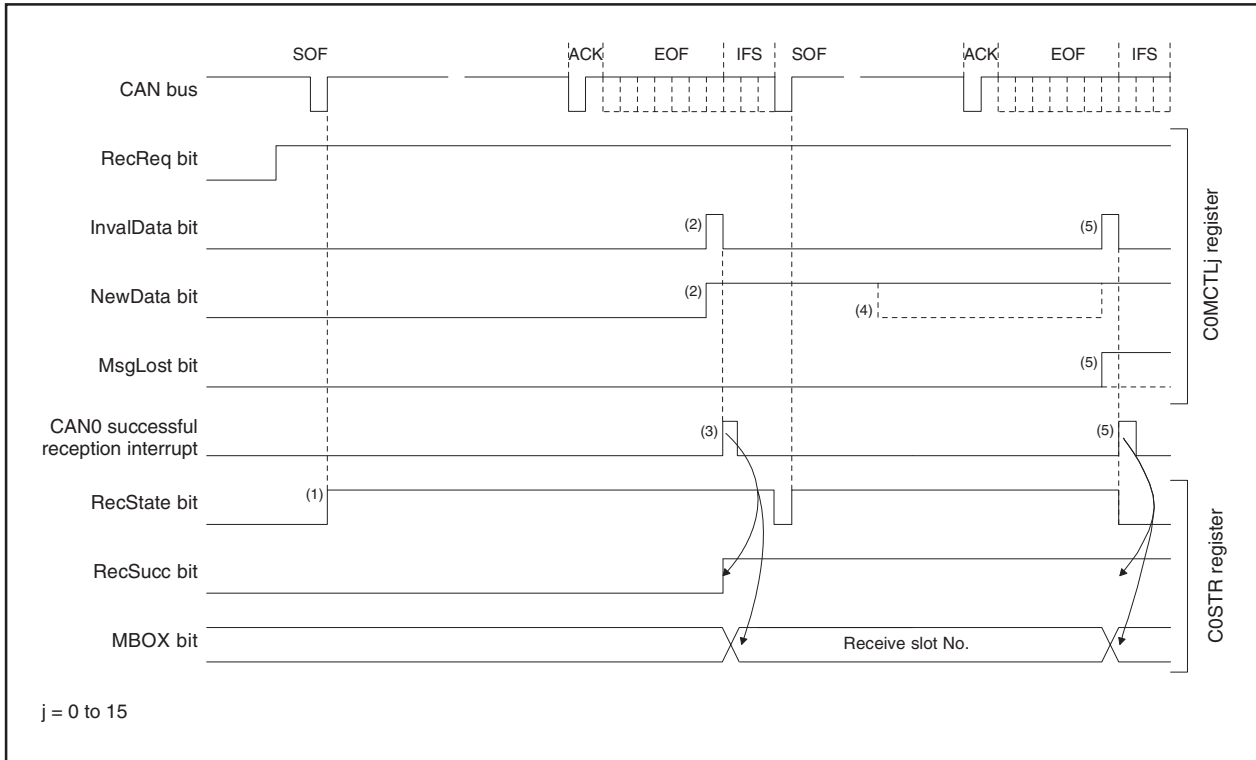 SOF ACK EOF IFS SOF ACK EOF IFS
CAN bus
RecReq bit
InvalData bit (2) (5)
NewData bit (2) (4)
MsgLost bit (5)
C0MCTLj register
CAN0 successful
reception interrupt (3) (5)
RecState bit (1)
RecSucc bit
MBOX bit Receive slot No.
C0STR register
j = 0 to 15